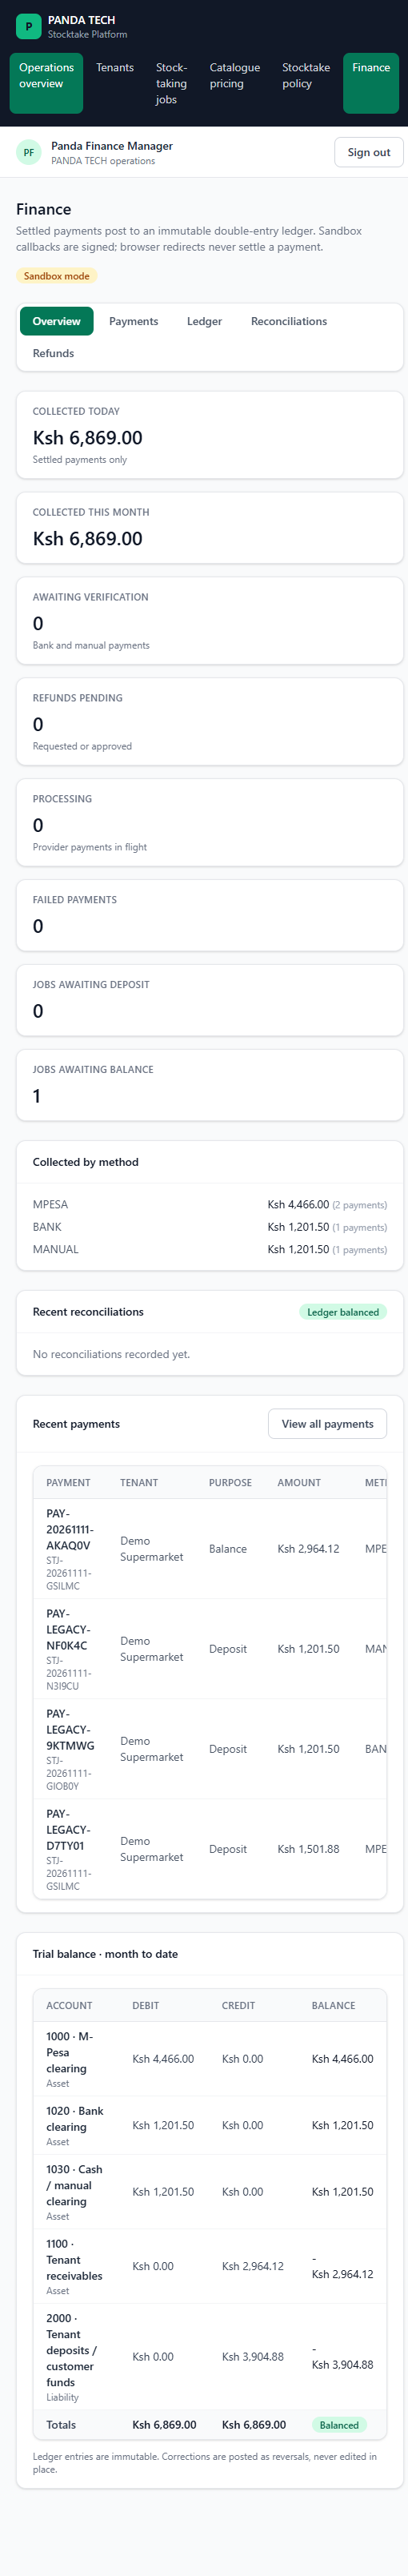 P
PANDA TECH
Stocktake Platform
Operations overview
Tenants
Stock-taking jobs
Catalogue pricing
Stocktake policy
Finance
PF
Panda Finance Manager
PANDA TECH operations
Sign out
Finance
Settled payments post to an immutable double-entry ledger. Sandbox
callbacks are signed; browser redirects never settle a payment.
Sandbox mode
Overview
Payments
Ledger
Reconciliations
Refunds
COLLECTED TODAY
Ksh 6,869.00
Settled payments only
COLLECTED THIS MONTH
Ksh 6,869.00
AWAITING VERIFICATION
0
Bank and manual payments
REFUNDS PENDING
0
Requested or approved
PROCESSING
0
Provider payments in flight
FAILED PAYMENTS
0
JOBS AWAITING DEPOSIT
0
JOBS AWAITING BALANCE
1
Collected by method
MPESA Ksh 4,466.00 (2 payments)
BANK Ksh 1,201.50 (1 payments)
MANUAL Ksh 1,201.50 (1 payments)
Recent reconciliations
Ledger balanced
No reconciliations recorded yet.
Recent payments
View all payments
PAYMENT TENANT PURPOSE AMOUNT METH
PAY-20261111-AKAQ0V STJ-20261111-GSILMC Demo Supermarket Balance Ksh 2,964.12 MPE
PAY-LEGACY-NF0K4C STJ-20261111-N3I9CU Demo Supermarket Deposit Ksh 1,201.50 MAN
PAY-LEGACY-9KTMWG STJ-20261111-GIOB0Y Demo Supermarket Deposit Ksh 1,201.50 BAN
PAY-LEGACY-D7TY01 STJ-20261111-GSILMC Demo Supermarket Deposit Ksh 1,501.88 MPE
Trial balance · month to date
ACCOUNT DEBIT CREDIT BALANCE
1000 · M-Pesa clearing Asset Ksh 4,466.00 Ksh 0.00 Ksh 4,466.00
1020 · Bank clearing Asset Ksh 1,201.50 Ksh 0.00 Ksh 1,201.50
1030 · Cash / manual clearing Asset Ksh 1,201.50 Ksh 0.00 Ksh 1,201.50
1100 · Tenant receivables Asset Ksh 0.00 Ksh 2,964.12 -Ksh 2,964.12
2000 · Tenant deposits / customer funds Liability Ksh 0.00 Ksh 3,904.88 -Ksh 3,904.88
Totals Ksh 6,869.00 Ksh 6,869.00 Balanced
Ledger entries are immutable. Corrections are posted as reversals, never edited in
place.